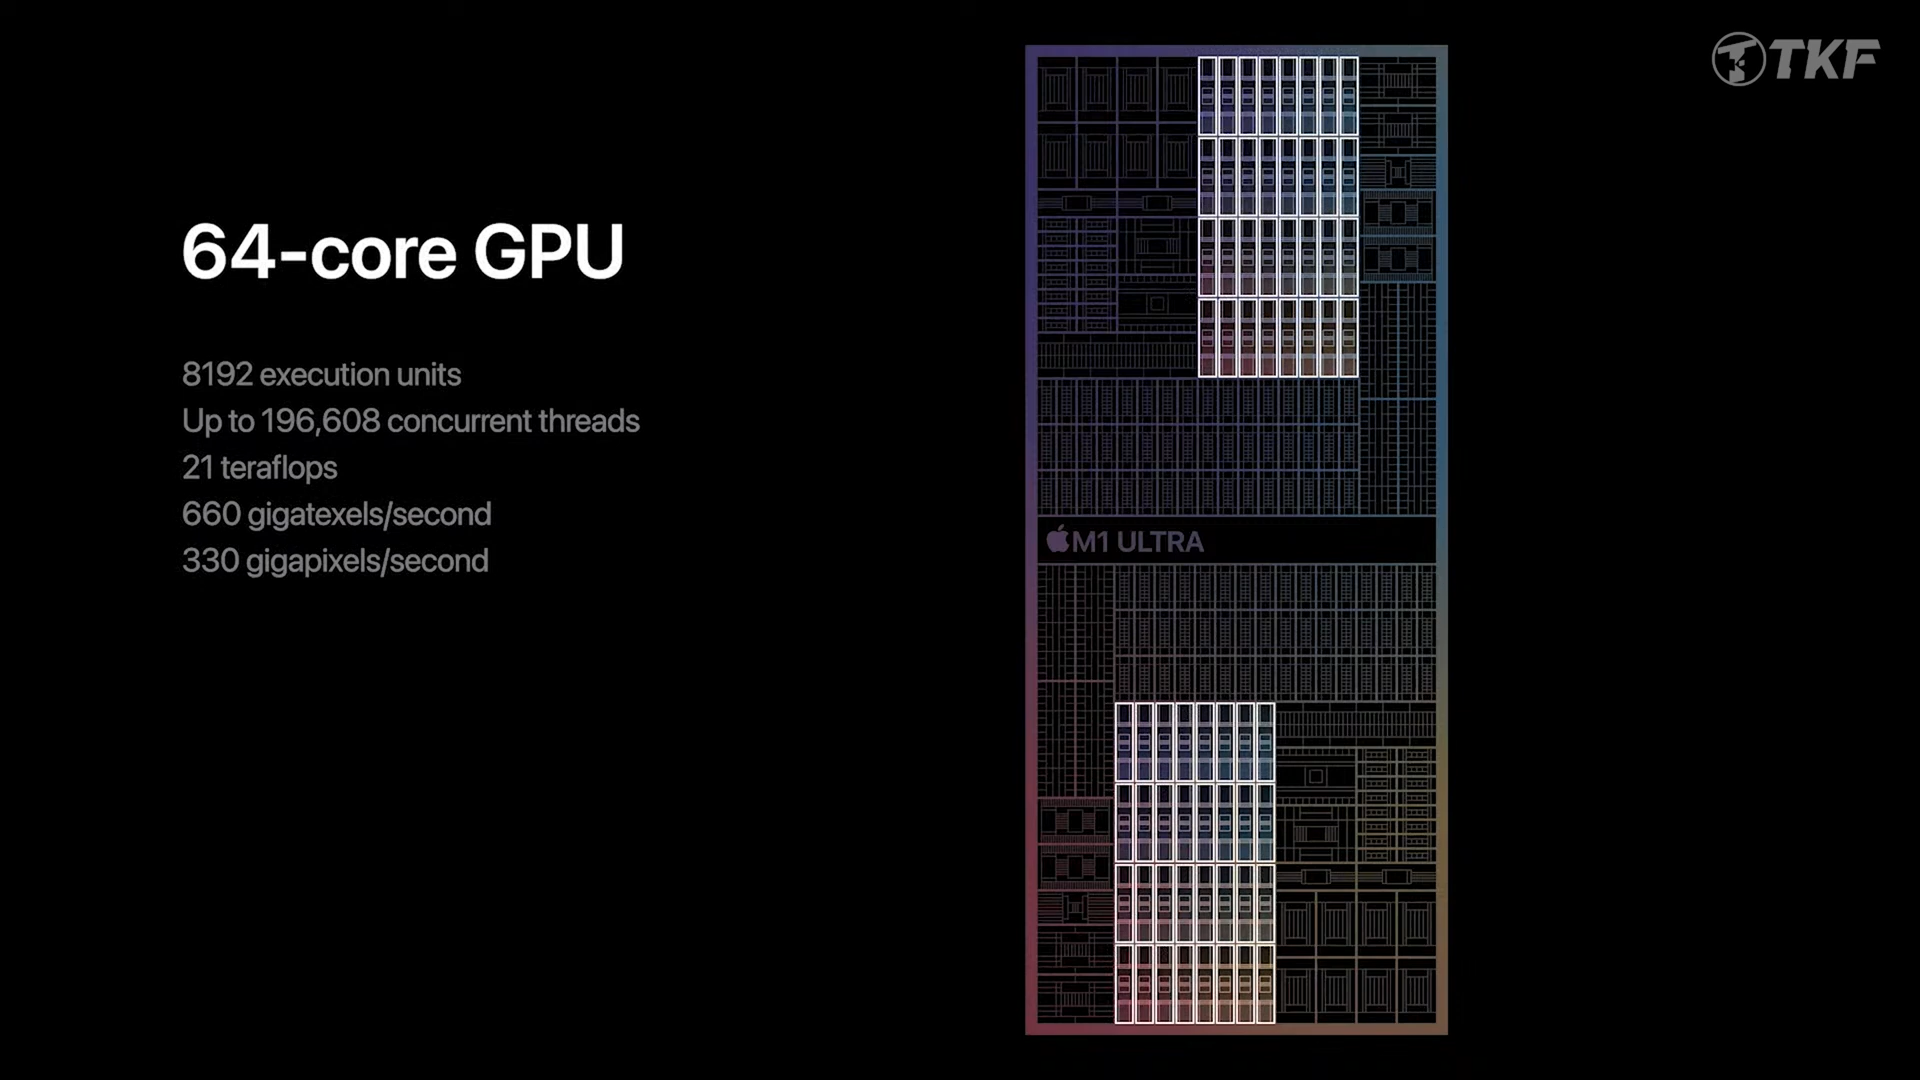 TKF
64-core GPU
8192 execution units
Up to 196,608 concurrent threads
21 teraflops
660 gigatexels/second
330 gigapixels/second
M1 ULTRA